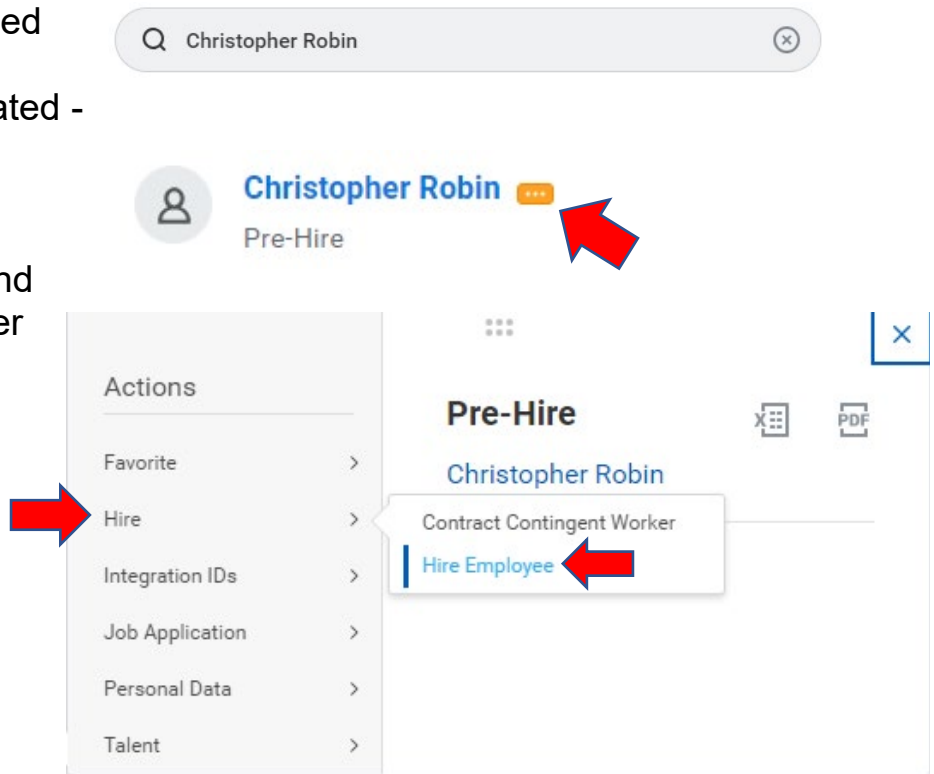 ed
Christopher Robin
ated -
Christopher Robin
Pre-Hire
nd
er
Actions
Favorite
Hire
Integration IDs
Job Application
Personal Data
Talent
Pre-Hire
PDF
Christopher Robin
Contract Contingent Worker
Hire Employee